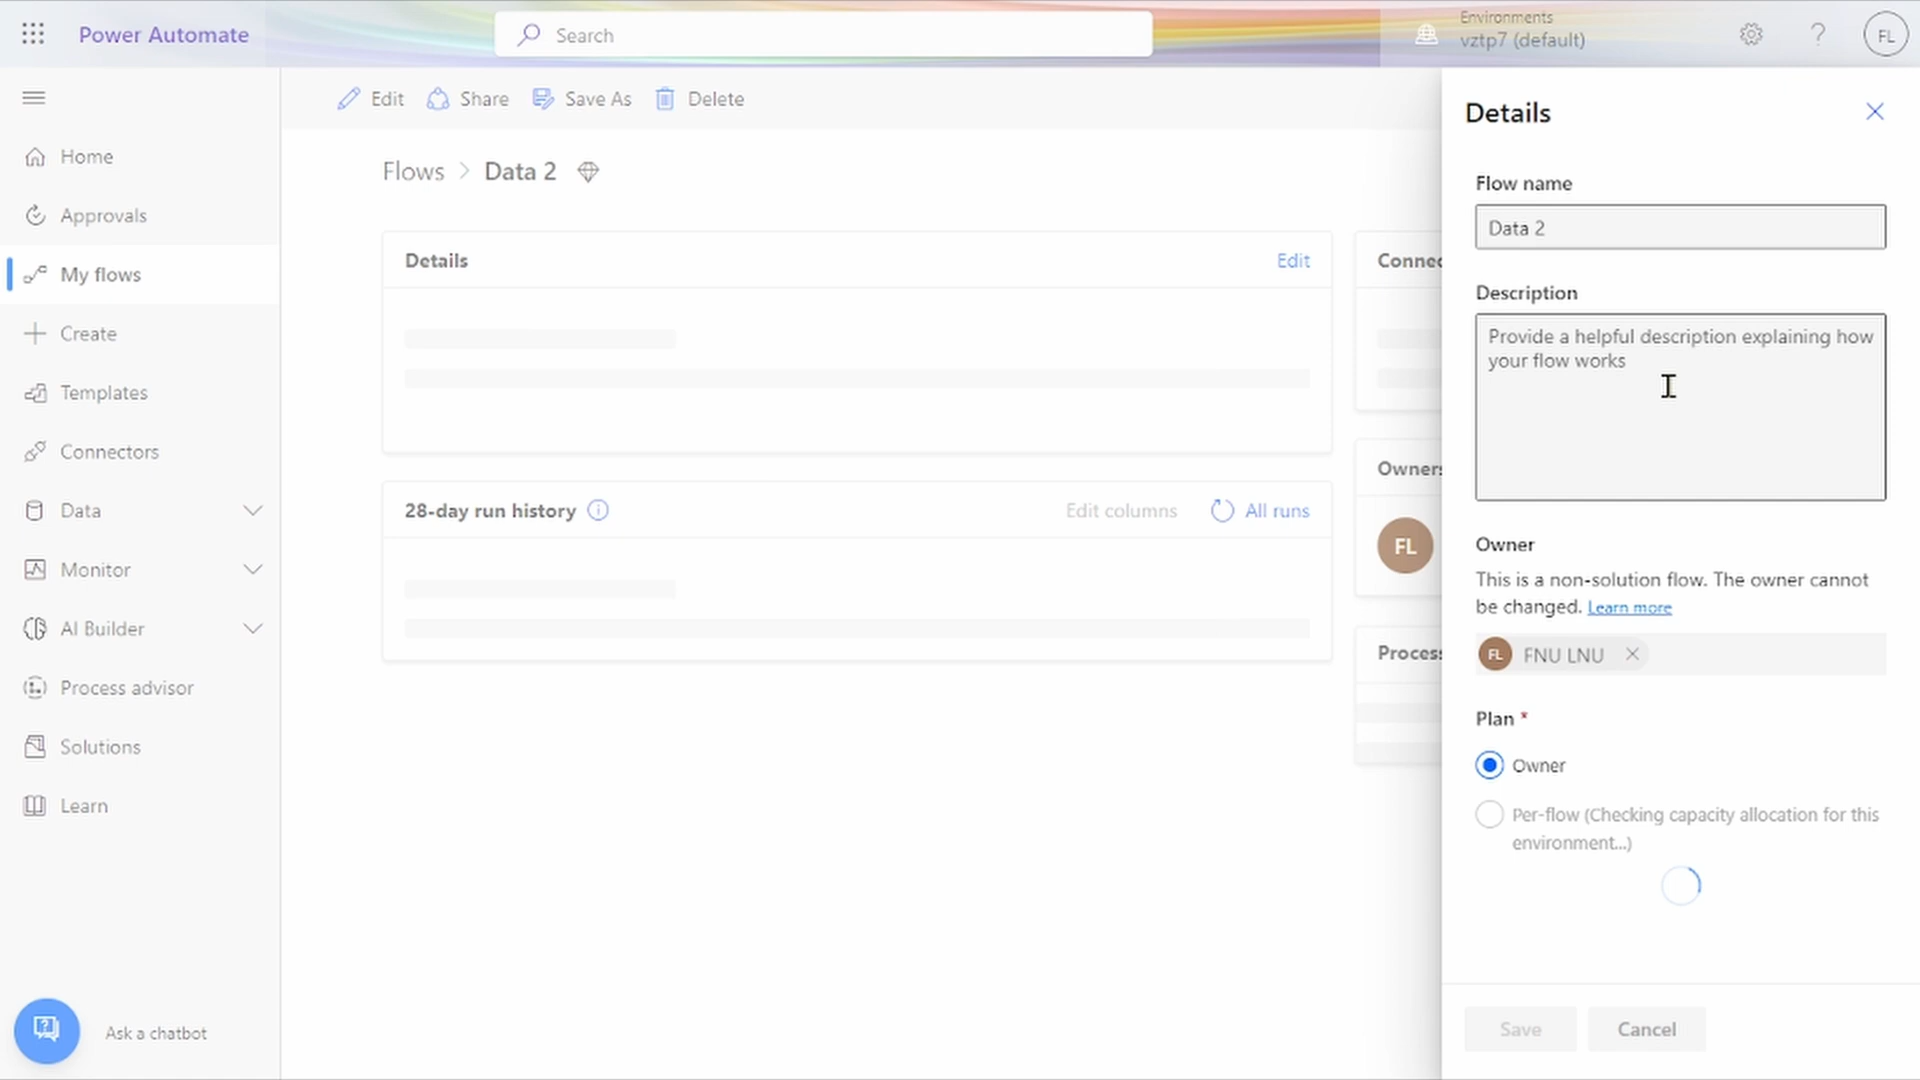 Power Automate
Search
Environments
vztp7 (default)
FL
Edit
Share
Save As
Delete
Home
Approvals
My flows
Create
Templates
Connectors
Data
Monitor
AI Builder
Process advisor
Solutions
Learn
Ask a chatbot
Flows > Data 2
Details
Edit
28-day run history
Edit columns
All runs
Connec
Owners
FL
Process
Details
Flow name
Data 2
Description
Provide a helpful description explaining how
your flow works
Owner
This is a non-solution flow. The owner cannot
be changed. Learn more
FL FNU LNU
Plan *
Owner
Per-flow (Checking capacity allocation for this
environment...)
Save
Cancel